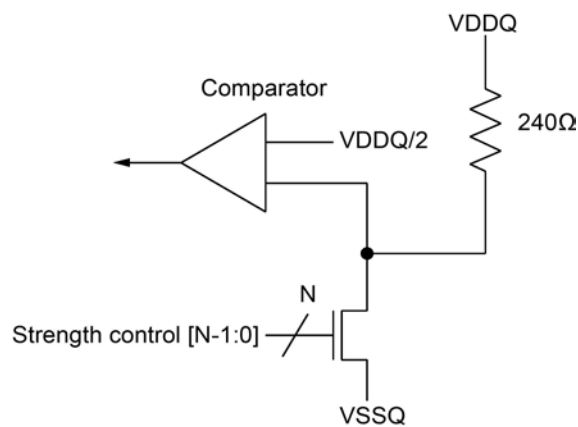 VDDQ
Comparator
240Ω
VDDQ/2
N
Strength control [N-1:0]
VSSQ